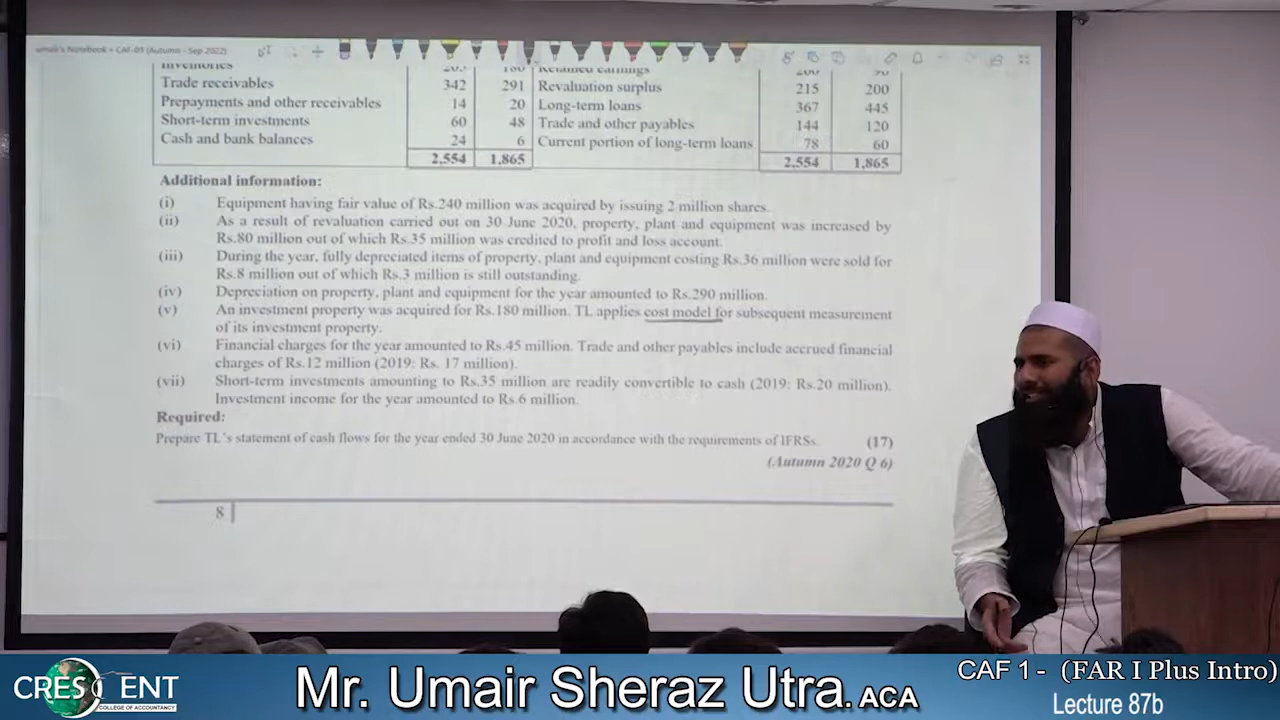 umair's Notebook » CAF-01 (Autumn - Sep 2022)
Inventories 205 180 Retained earnings 200 90
Trade receivables 342 291 Revaluation surplus 215 200
Prepayments and other receivables 14 20 Long-term loans 367 445
Short-term investments 60 48 Trade and other payables 144 120
Cash and bank balances 24 6 Current portion of long-term loans 78 60
2,554 1,865 2,554 1,865
Additional information:
(i) Equipment having fair value of Rs.240 million was acquired by issuing 2 million shares.
(ii) As a result of revaluation carried out on 30 June 2020, property, plant and equipment was increased by
Rs.80 million out of which Rs.35 million was credited to profit and loss account.
(iii) During the year, fully depreciated items of property, plant and equipment costing Rs.36 million were sold for
Rs.8 million out of which Rs.3 million is still outstanding.
(iv) Depreciation on property, plant and equipment for the year amounted to Rs.290 million.
(v) An investment property was acquired for Rs.180 million. TL applies cost model for subsequent measurement
of its investment property.
(vi) Financial charges for the year amounted to Rs.45 million. Trade and other payables include accrued financial
charges of Rs.12 million (2019: Rs. 17 million).
(vii) Short-term investments amounting to Rs.35 million are readily convertible to cash (2019: Rs.20 million).
Investment income for the year amounted to Rs.6 million.
Required:
Prepare TL's statement of cash flows for the year ended 30 June 2020 in accordance with the requirements of IFRSs. (17)
(Autumn 2020 Q 6)
8 |
CRESCENT
COLLEGE OF ACCOUNTANCY
Mr. Umair Sheraz Utra. ACA
CAF 1 - (FAR I Plus Intro)
Lecture 87b